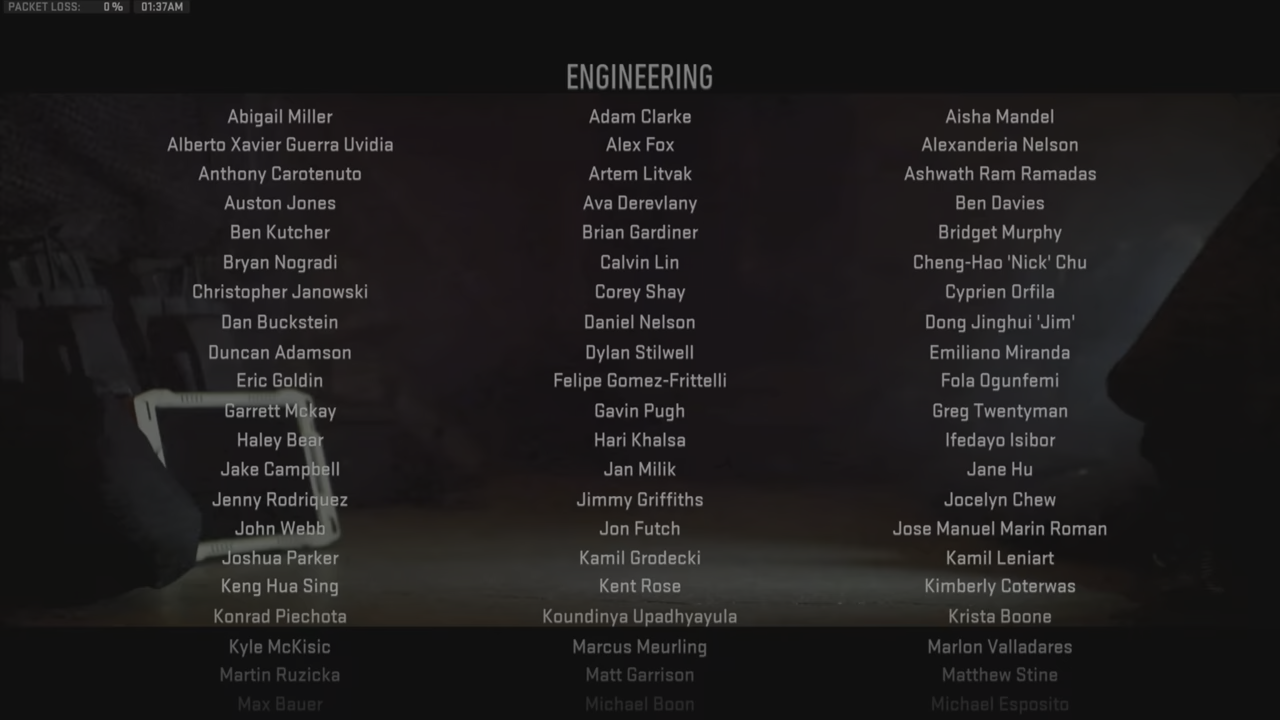 PACKET LOSS: 0 % 01:37AM
ENGINEERING
Abigail Miller Adam Clarke Aisha Mandel
Alberto Xavier Guerra Uvidia Alex Fox Alexanderia Nelson
Anthony Carotenuto Artem Litvak Ashwath Ram Ramadas
Auston Jones Ava Derevlany Ben Davies
Ben Kutcher Brian Gardiner Bridget Murphy
Bryan Nogradi Calvin Lin Cheng-Hao 'Nick' Chu
Christopher Janowski Corey Shay Cyprien Orfila
Dan Buckstein Daniel Nelson Dong Jinghui 'Jim'
Duncan Adamson Dylan Stilwell Emiliano Miranda
Eric Goldin Felipe Gomez-Frittelli Fola Ogunfemi
Garrett Mckay Gavin Pugh Greg Twentyman
Haley Bear Hari Khalsa Ifedayo Isibor
Jake Campbell Jan Milik Jane Hu
Jenny Rodriquez Jimmy Griffiths Jocelyn Chew
John Webb Jon Futch Jose Manuel Marin Roman
Joshua Parker Kamil Grodecki Kamil Leniart
Keng Hua Sing Kent Rose Kimberly Coterwas
Konrad Piechota Koundinya Upadhyayula Krista Boone
Kyle McKisic Marcus Meurling Marlon Valladares
Martin Ruzicka Matt Garrison Matthew Stine
Max Bauer Michael Boon Michael Esposito